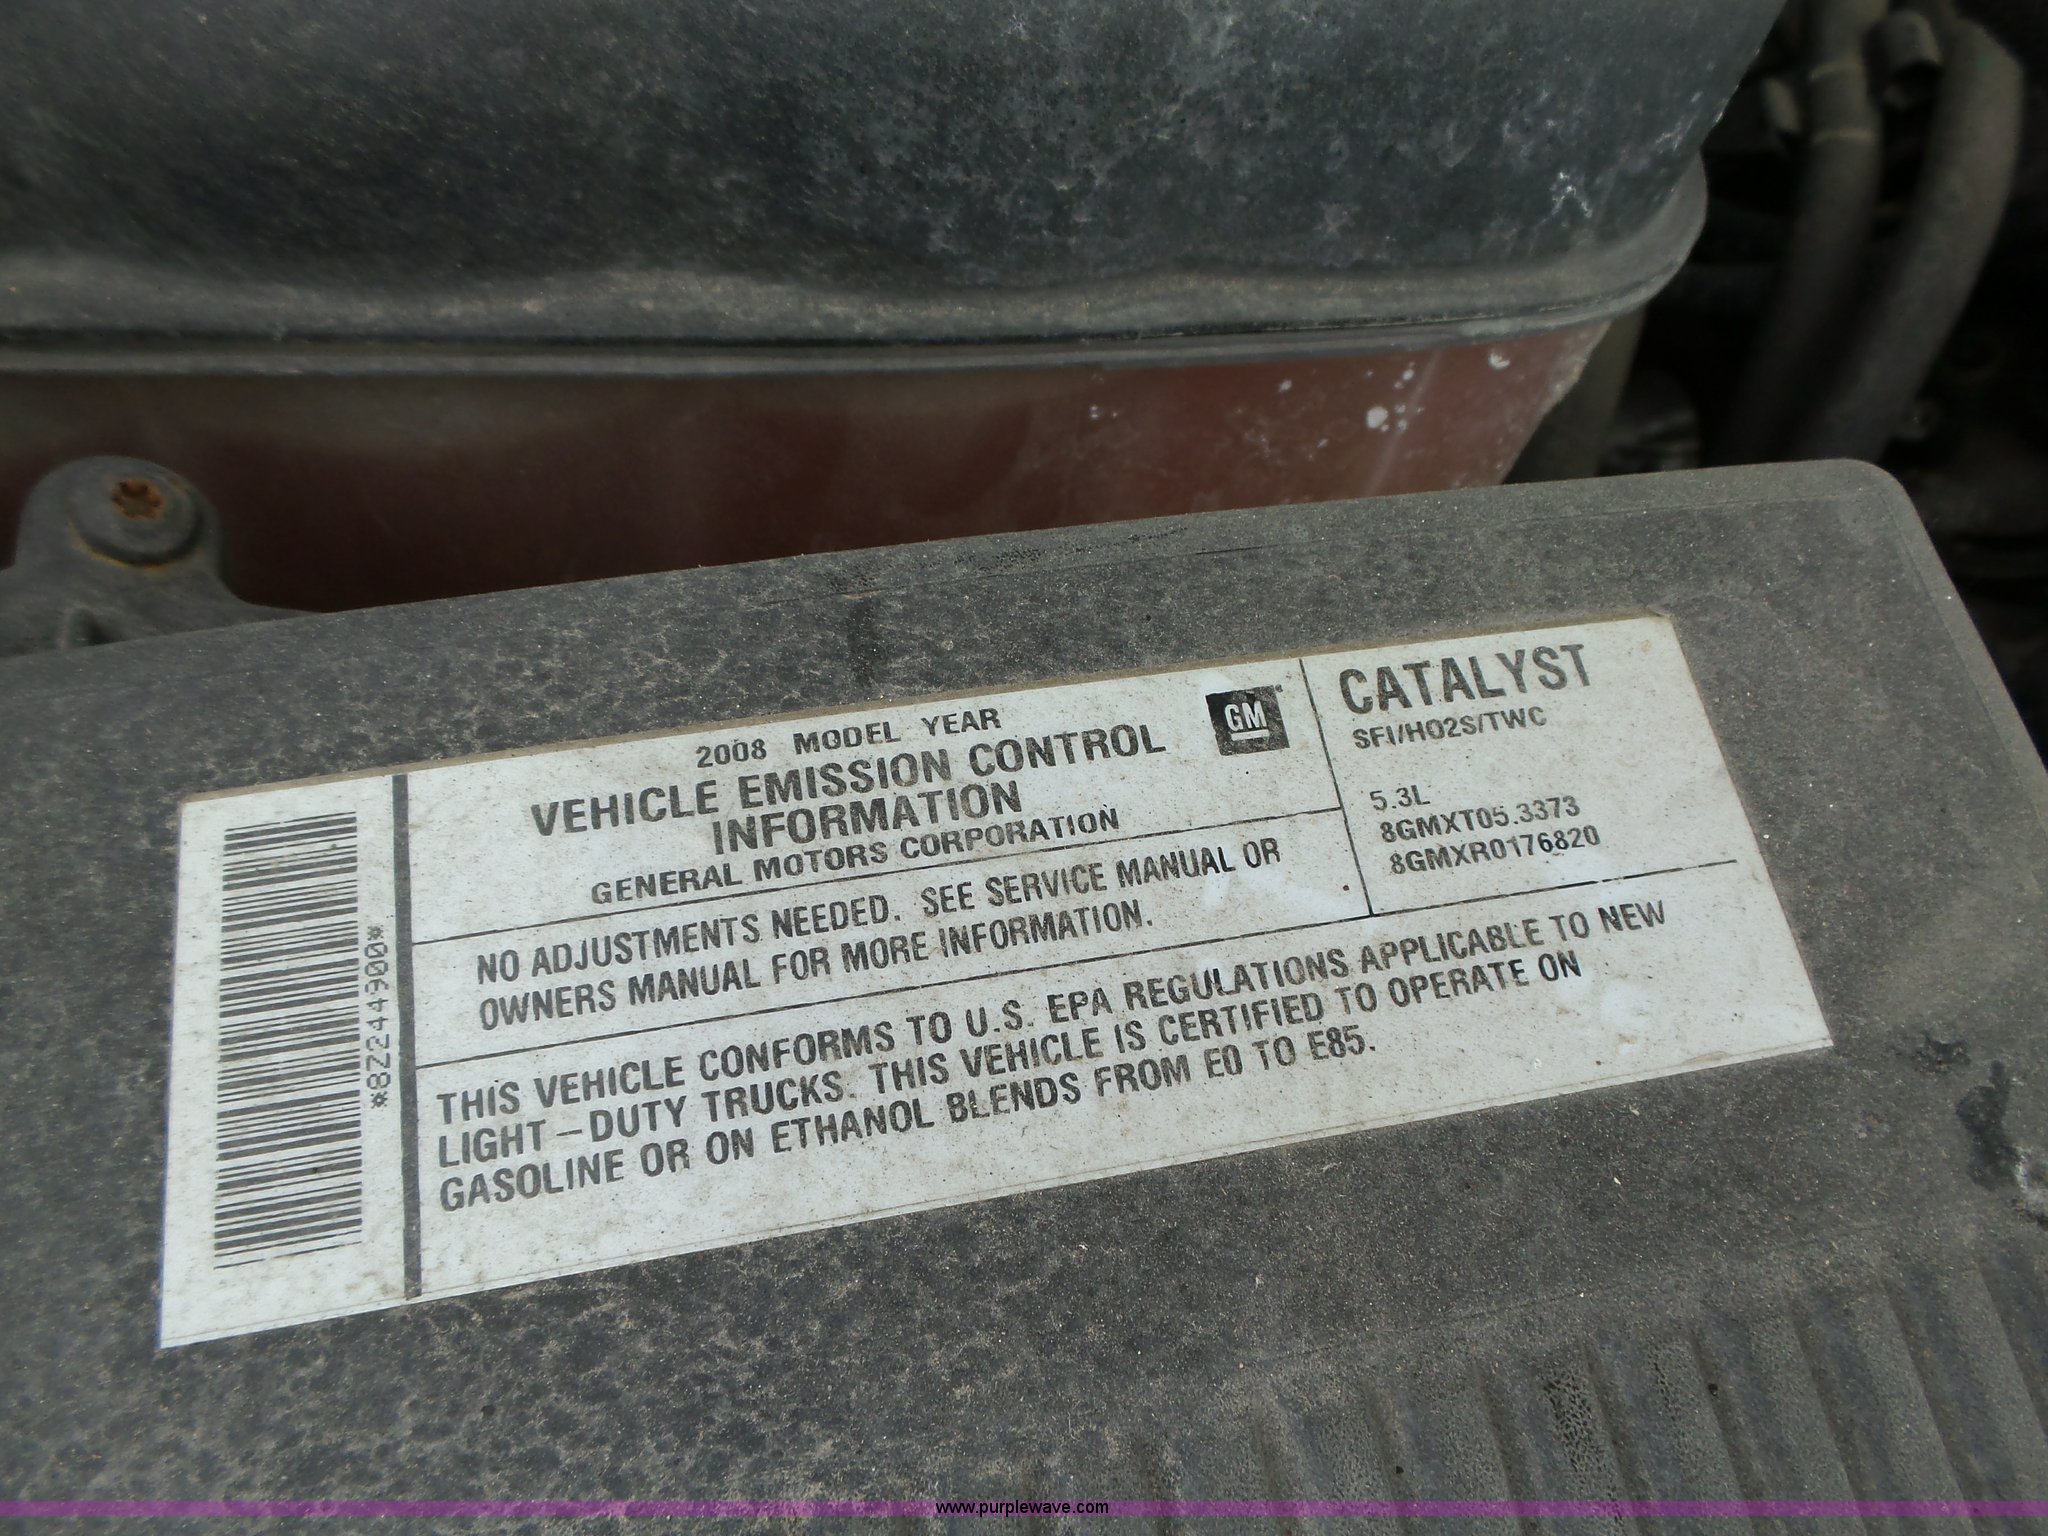 2008 MODEL YEAR
VEHICLE EMISSION CONTROL
INFORMATION
GENERAL MOTORS CORPORATION
GM
CATALYST
SFI/HO2S/TWC
5.3L
8GMXT05.3373
8GMXR0176820
NO ADJUSTMENTS NEEDED. SEE SERVICE MANUAL OR
OWNERS MANUAL FOR MORE INFORMATION.
THIS VEHICLE CONFORMS TO U.S. EPA REGULATIONS APPLICABLE TO NEW
LIGHT-DUTY TRUCKS. THIS VEHICLE IS CERTIFIED TO OPERATE ON
GASOLINE OR ON ETHANOL BLENDS FROM E0 TO E85.
*8Z244900*
www.purplewave.com